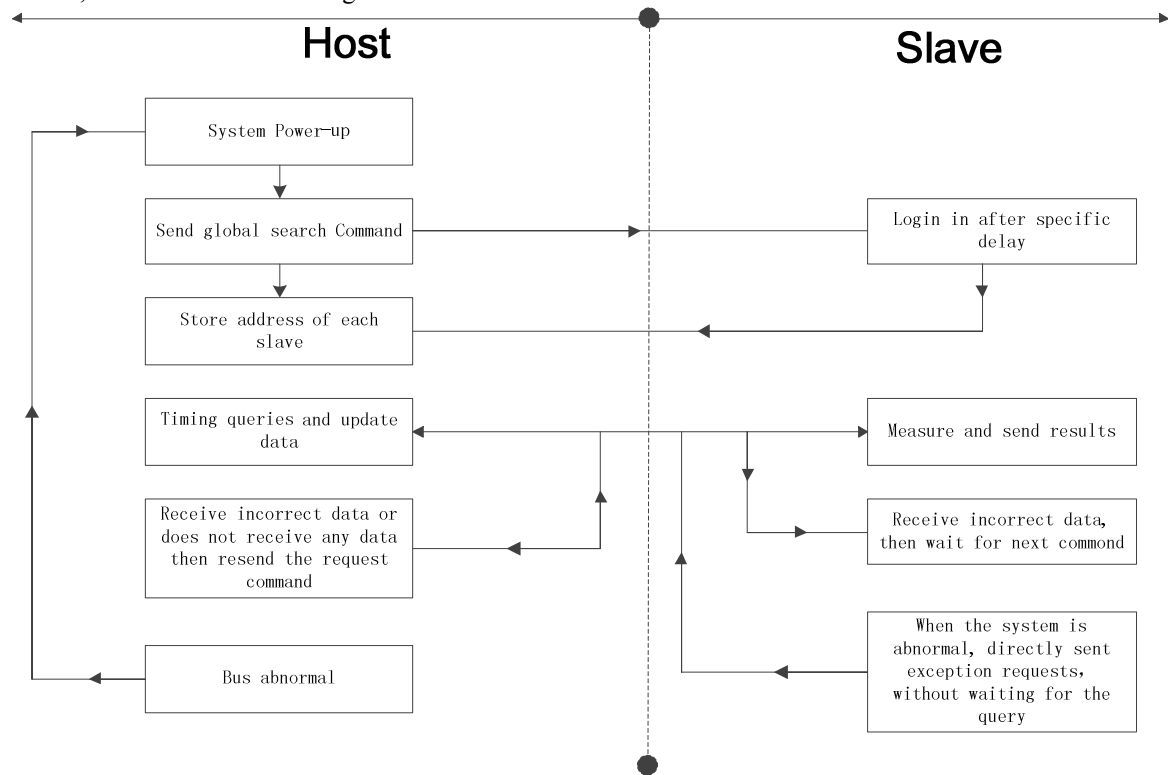 Host
Slave
System Power-up
Send global search Command
Login in after specific
delay
Store address of each
slave
Timing queries and update
data
Measure and send results
Receive incorrect data or
does not receive any data
then resend the request
command
Receive incorrect data,
then wait for next commond
When the system is
abnormal, directly sent
exception requests,
without waiting for the
query
Bus abnormal